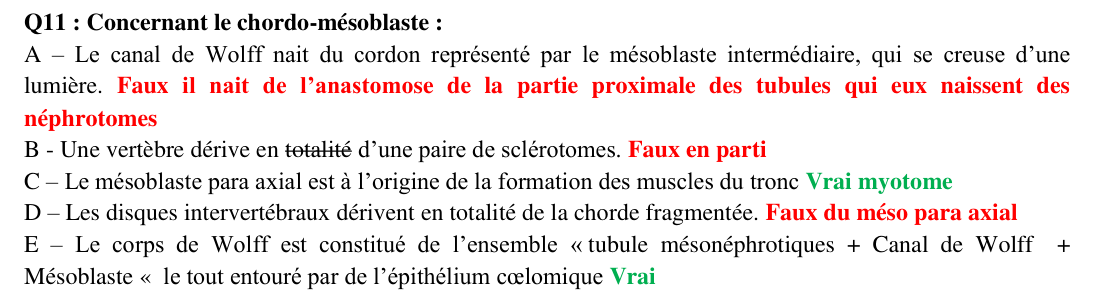 Q11 : Concernant le chordo-mésoblaste :
A – Le canal de Wolff nait du cordon représenté par le mésoblaste intermédiaire, qui se creuse d’une
lumière. Faux il nait de l’anastomose de la partie proximale des tubules qui eux naissent des
néphrotomes
B - Une vertèbre dérive en totalité d’une paire de sclérotomes. Faux en parti
C – Le mésoblaste para axial est à l’origine de la formation des muscles du tronc Vrai myotome
D – Les disques intervertébraux dérivent en totalité de la chorde fragmentée. Faux du méso para axial
E – Le corps de Wolff est constitué de l’ensemble « tubule mésonéphrotiques + Canal de Wolff +
Mésoblaste « le tout entouré par de l’épithélium cœlomique Vrai